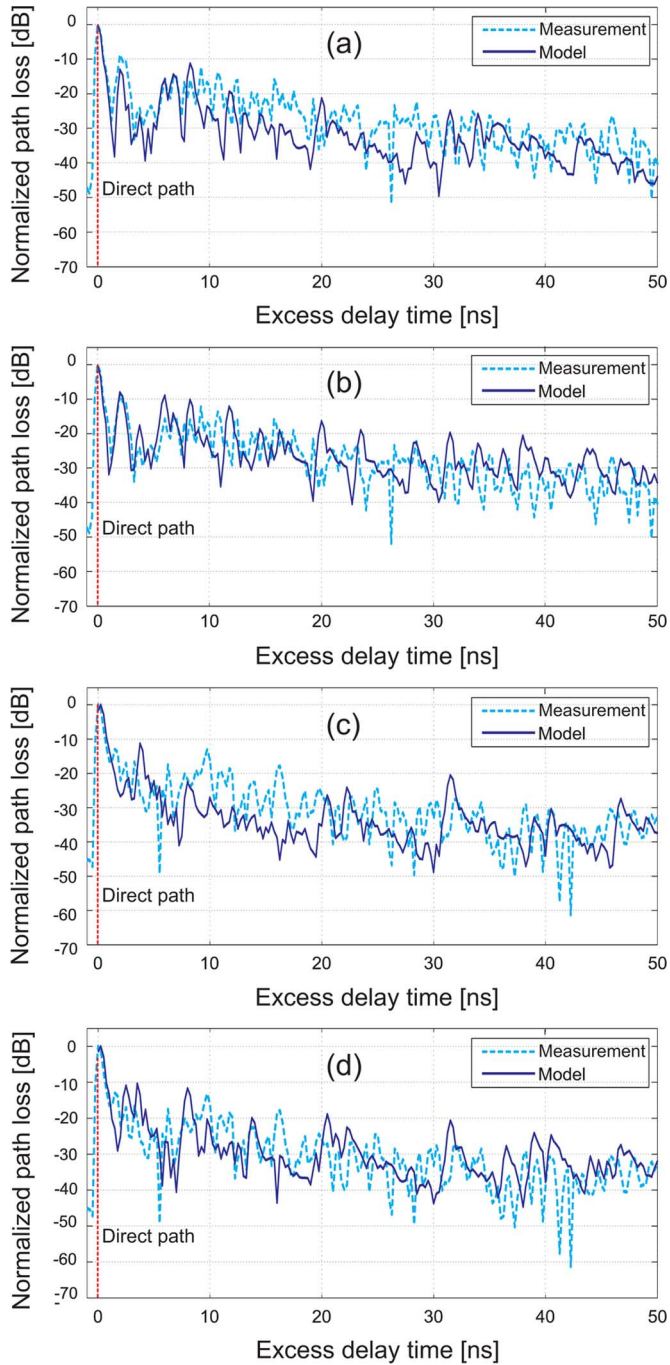 Normalized path loss [dB]
0
-10
-20
-30
-40
-50
-60
-70
(a)
Measurement
Model
Direct path
0 10 20 30 40 50
Excess delay time [ns]
Normalized path loss [dB]
0
-10
-20
-30
-40
-50
-60
-70
(b)
Measurement
Model
Direct path
0 10 20 30 40 50
Excess delay time [ns]
Normalized path loss [dB]
0
-10
-20
-30
-40
-50
-60
-70
(c)
Measurement
Model
Direct path
0 10 20 30 40 50
Excess delay time [ns]
Normalized path loss [dB]
0
-10
-20
-30
-40
-50
-60
-70
(d)
Measurement
Model
Direct path
0 10 20 30 40 50
Excess delay time [ns]